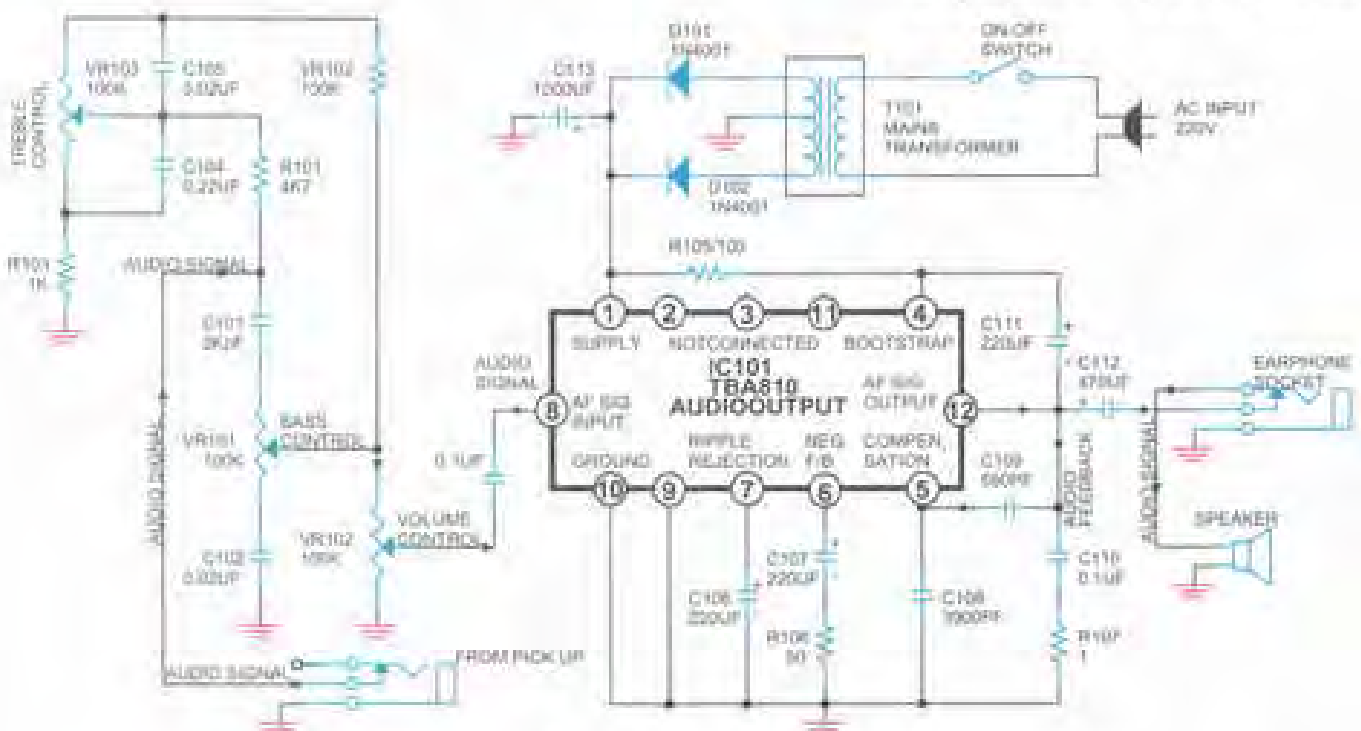 TREBLE
CONTROL
VR103
100K
C105
0.02UF
VR102
100K
C104
0.22UF
R101
4K7
R103
1K
AUDIO SIGNAL
C101
BASS
CONTROL
VR101
100K
C102
0.02UF
AUDIO SIGNAL
VOLUME
CONTROL
VR102
100K
AUDIO SIGNAL
FROM PICK UP
D101
1N4001
C113
1000UF
D102
1N4001
ON-OFF
SWITCH
T101
MAINS
TRANSFORMER
AC INPUT
220V
R105/100
1
2
3
11
4
SUPPLY
NOTCONNECTED
BOOTSTRAP
IC101
TBA810
AUDIOOUTPUT
AUDIO
SIGNAL
8
AF SIG
INPUT
0.1UF
AF SIG
OUTPUT
12
GROUND
RIPPLE
REJECTION
NEG
F/B
COMPEN,
SATION
10
9
7
6
5
C111
220UF
C112
470UF
EARPHONE
SOCKET
C109
AUDIO
FEEDBACK
AUDIO SIGNAL
SPEAKER
C110
0.1UF
R107
1
C107
220UF
C106
220UF
C108
R106